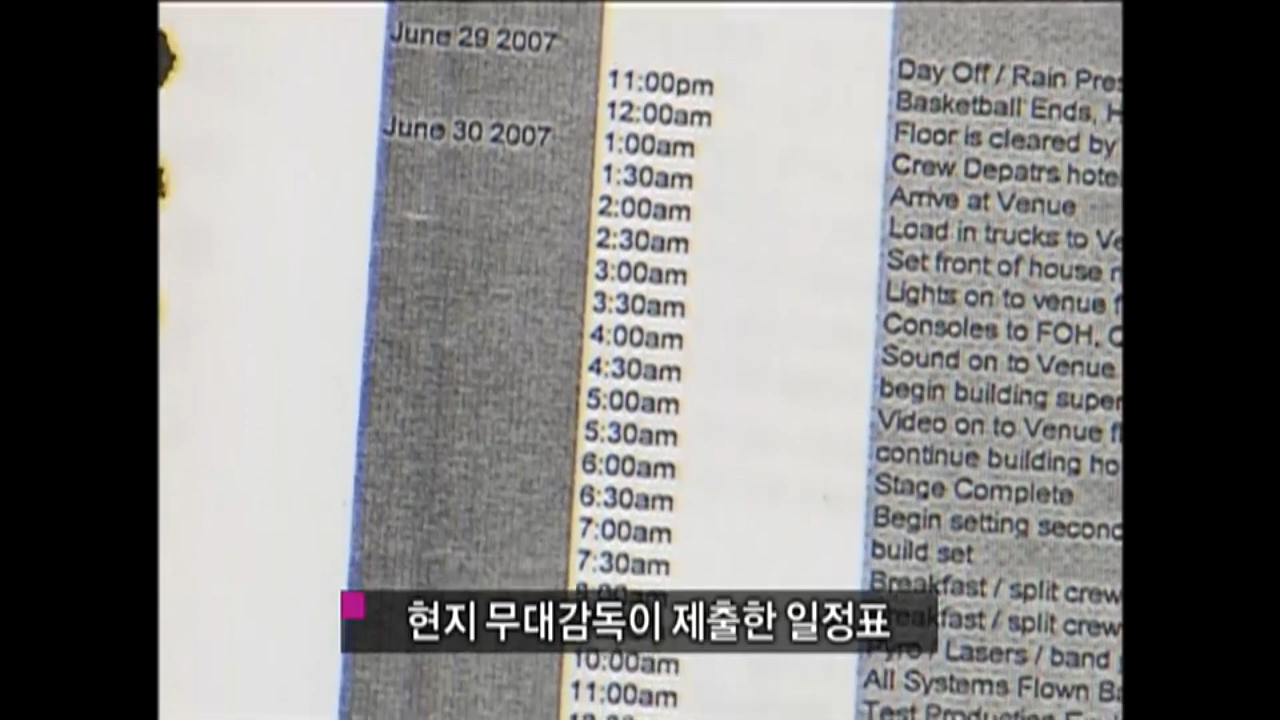 June 29 2007
Day Off / Rain
11:00pm
Basketball Ends,
June 30 2007
12:00am
Floor is cleared by
1:00am
Crew Depatrs
1:30am
Arrive at Venue
2:00am
Load in trucks to
2:30am
Set front of house
3:00am
Lights on to venue
3:30am
Consoles to FOH,
4:00am
Sound on to Venue
4:30am
begin building
5:00am
Video on to Venue
5:30am
continue building
6:00am
Stage Complete
6:30am
Begin setting
7:00am
build set
7:30am
Breakfast / split crew
/ split crew
현지 무대감독이 제출한 일정표
10:00am
/ Lasers / band
11:00am
All Systems Flown